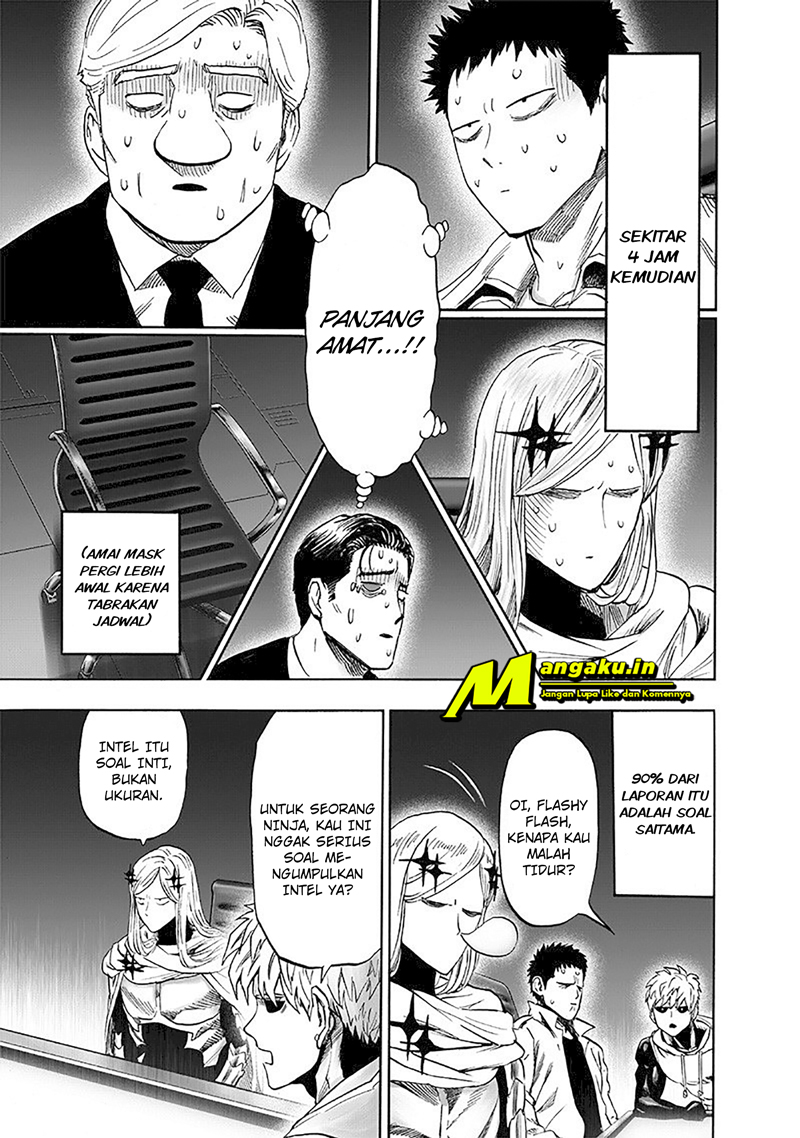 SEKITAR
4 JAM
KEMUDIAN
PANJANG
AMAT...!!
(AMAI MASK
PERGI LEBIH
AWAL KARENA
TABRAKAN
JADWAL)
Mangaku.in
Jangan Lupa Like dan Komennya
90% DARI
LAPORAN ITU
ADALAH SOAL
SAITAMA.
OI, FLASHY
FLASH,
KENAPA KAU
MALAH
TIDUR?
UNTUK SEORANG
NINJA, KAU INI
NGGAK SERIUS
SOAL ME-
NGUMPULKAN
INTEL YA?
INTEL ITU
SOAL INTI,
BUKAN
UKURAN.